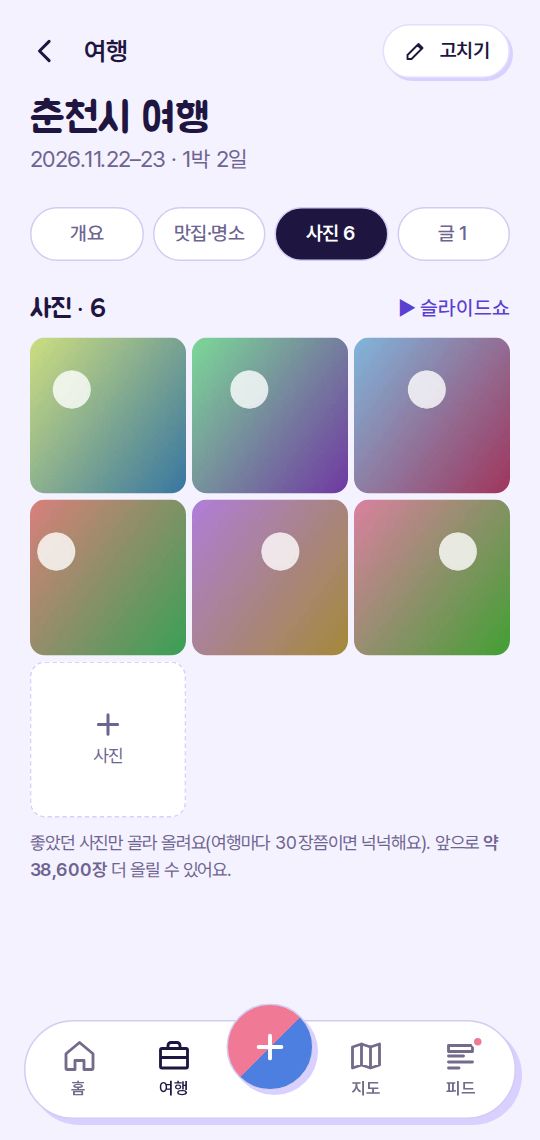 여행
고치기
춘천시 여행
2026.11.22–23 · 1박 2일
개요
맛집·명소
사진 6
글 1
사진 · 6
▶ 슬라이드쇼
사진
좋았던 사진만 골라 올려요(여행마다 30장쯤이면 넉넉해요). 앞으로 약
38,600장 더 올릴 수 있어요.
홈
여행
지도
피드